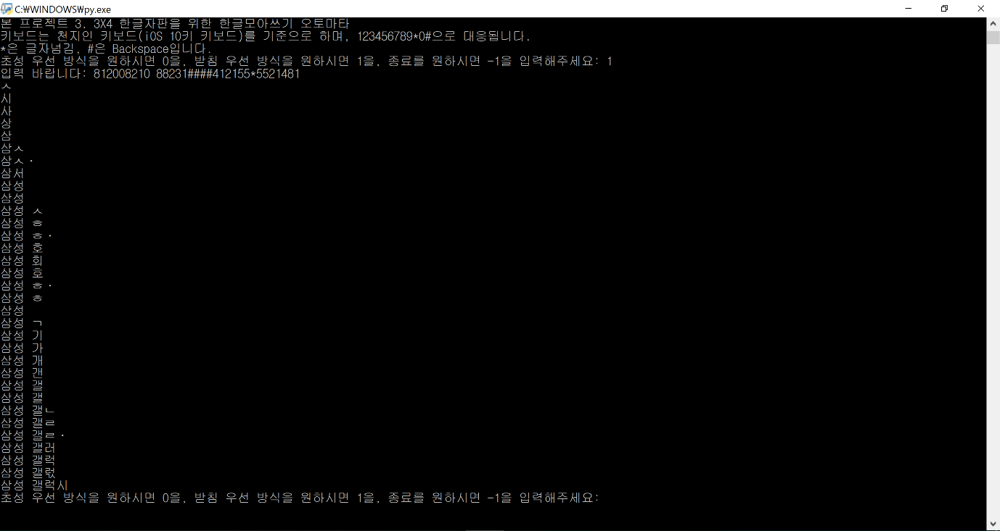 C:₩WINDOWS₩py.exe
본 프로젝트 3. 3X4 한글자판을 위한 한글모아쓰기 오토마타
키보드는 천지인 키보드(iOS 10키 키보드)를 기준으로 하며, 123456789*0#으로 대응됩니다.
*은 글자넘김, #은 Backspace입니다.
초성 우선 방식을 원하시면 0을, 받침 우선 방식을 원하시면 1을, 종료를 원하시면 -1을 입력해주세요: 1
입력 바랍니다: 812008210 88231####412155*5521481
ㅅ
시
사
상
삼
삼ㅅ
삼ㅅ·
삼서
삼성
삼성
삼성 ㅅ
삼성 ㅎ
삼성 ㅎ·
삼성 호
삼성 회
삼성 호
삼성 ㅎ·
삼성 ㅎ
삼성
삼성 ㄱ
삼성 기
삼성 가
삼성 개
삼성 갠
삼성 갤
삼성 갤
삼성 갤ㄴ
삼성 갤ㄹ
삼성 갤ㄹ·
삼성 갤러
삼성 갤럭
삼성 갤럯
삼성 갤럭시
초성 우선 방식을 원하시면 0을, 받침 우선 방식을 원하시면 1을, 종료를 원하시면 -1을 입력해주세요: